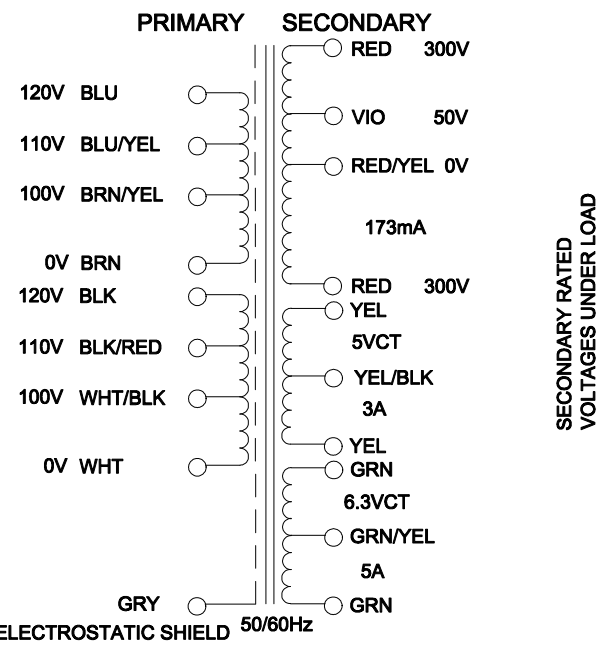 PRIMARY SECONDARY
RED 300V
120V BLU
VIO 50V
110V BLU/YEL
RED/YEL 0V
100V BRN/YEL
173mA
0V BRN
RED 300V
120V BLK
YEL
110V BLK/RED
5VCT
YEL/BLK
100V WHT/BLK
3A
YEL
0V WHT
GRN
6.3VCT
GRN/YEL
5A
GRY
GRN
ELECTROSTATIC SHIELD
50/60Hz
SECONDARY RATED
VOLTAGES UNDER LOAD